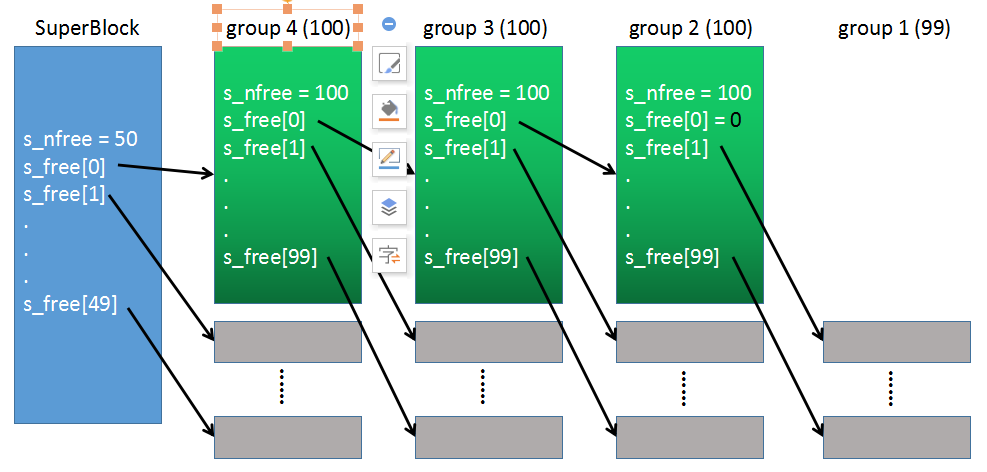 SuperBlock
group 4 (100)
group 3 (100)
group 2 (100)
group 1 (99)
s_nfree = 50
s_free[0]
s_free[1]
.
.
.
s_free[49]
s_nfree = 100
s_free[0]
s_free[1]
.
.
.
s_free[99]
s_nfree = 100
s_free[0]
s_free[1]
.
.
.
s_free[99]
s_nfree = 100
s_free[0] = 0
s_free[1]
.
.
.
s_free[99]
字